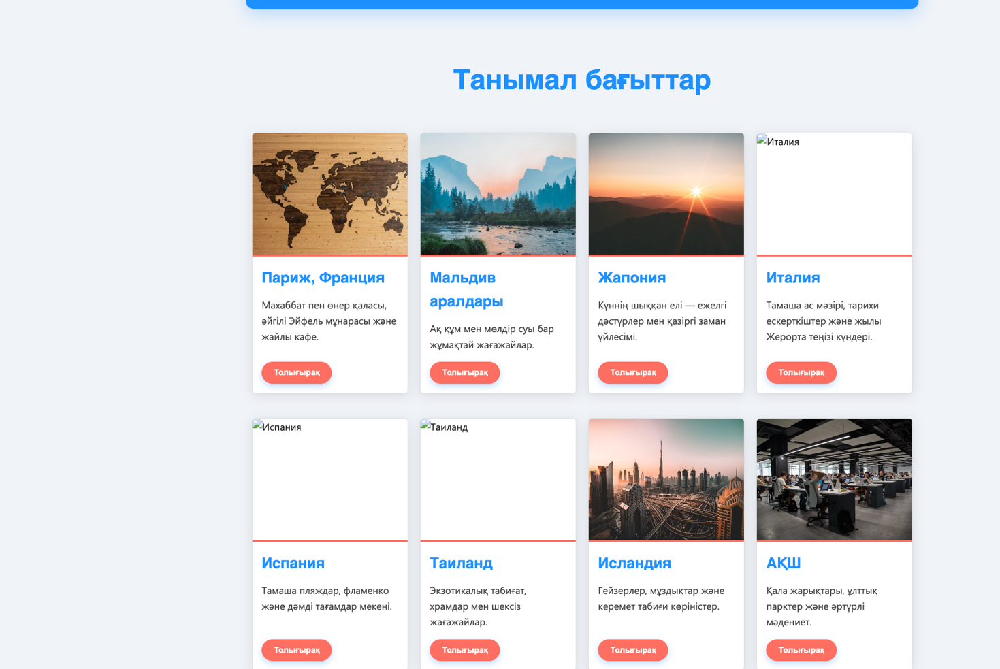 Танымал бағыттар
Италия
Париж, Франция
Махаббат пен өнер қаласы,
әйгілі Эйфель мұнарасы және
жайлы кафе.
Толығырақ
Мальдив
аралдары
Ақ құм мен мөлдір суы бар
жұмақтай жағажайлар.
Толығырақ
Жапония
Күннің шыққан елі — ежелгі
дәстүрлер мен қазіргі заман
үйлесімі.
Толығырақ
Италия
Тамаша ас мәзірі, тарихи
ескерткіштер және жылы
Жерорта теңізі күндері.
Толығырақ
Испания
Испания
Тамаша пляждар, фламенко
және дәмді тағамдар мекені.
Толығырақ
Таиланд
Таиланд
Экзотикалық табиғат,
храмдар мен шексіз
жағажайлар.
Толығырақ
Исландия
Гейзерлер, мұздықтар және
керемет табиғи көріністер.
Толығырақ
АҚШ
Қала жарықтары, ұлттық
парктер және әртүрлі
мәдениет.
Толығырақ